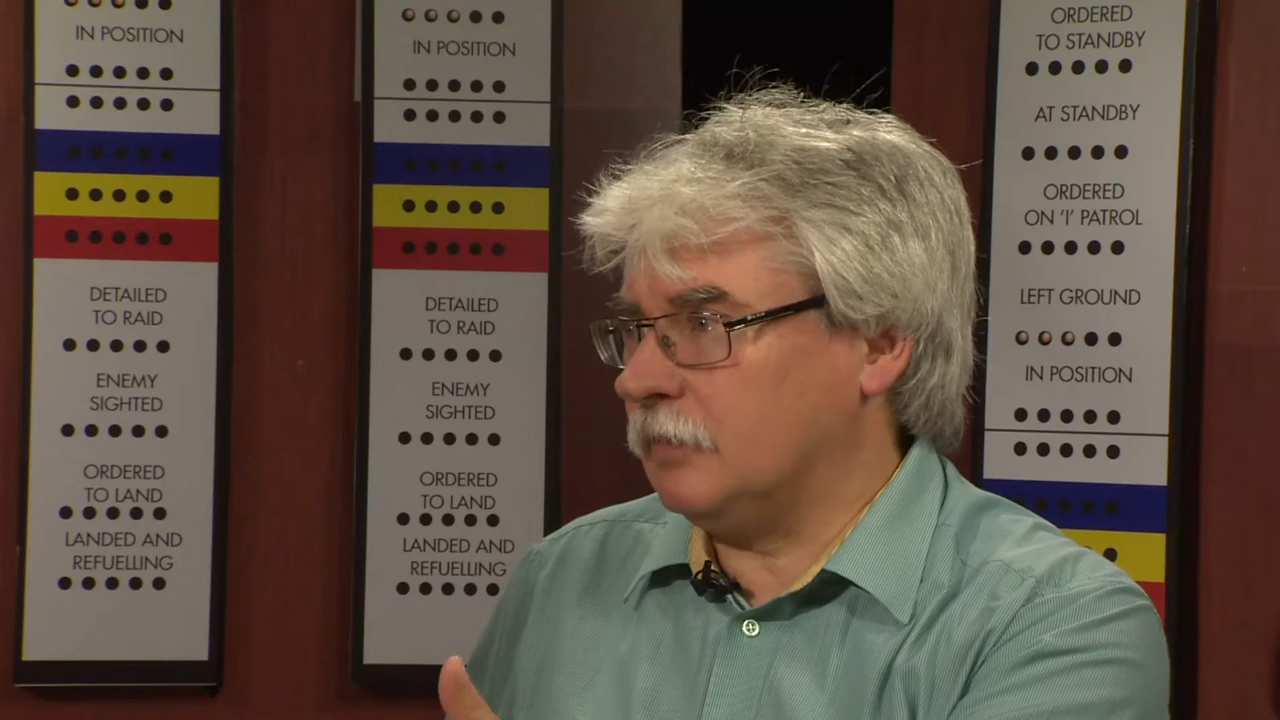 IN POSITION
DETAILED
TO RAID
ENEMY
SIGHTED
ORDERED
TO LAND
LANDED AND
REFUELLING
IN POSITION
DETAILED
TO RAID
ENEMY
SIGHTED
ORDERED
TO LAND
LANDED AND
REFUELLING
ORDERED
TO STANDBY
AT STANDBY
ORDERED
ON 'I' PATROL
LEFT GROUND
IN POSITION